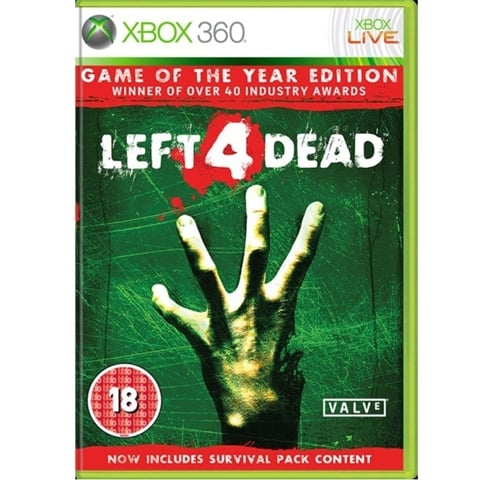 XBOX 360
XBOX
LIVE
GAME OF THE YEAR EDITION
WINNER OF OVER 40 INDUSTRY AWARDS
LEFT 4 DEAD
18
VALVE
NOW INCLUDES SURVIVAL PACK CONTENT